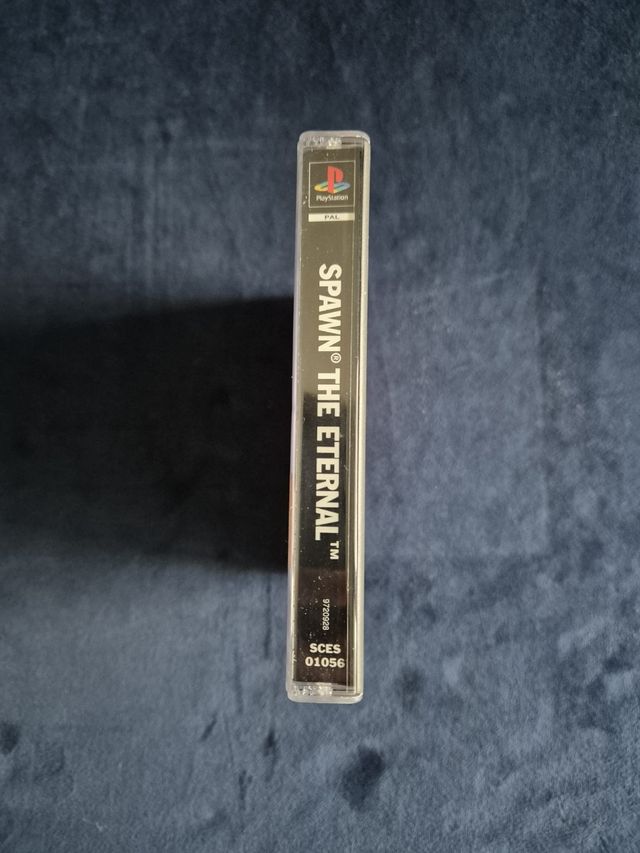 PlayStation
PAL
SPAWN® THE ETERNAL™
9720928
SCES
01056